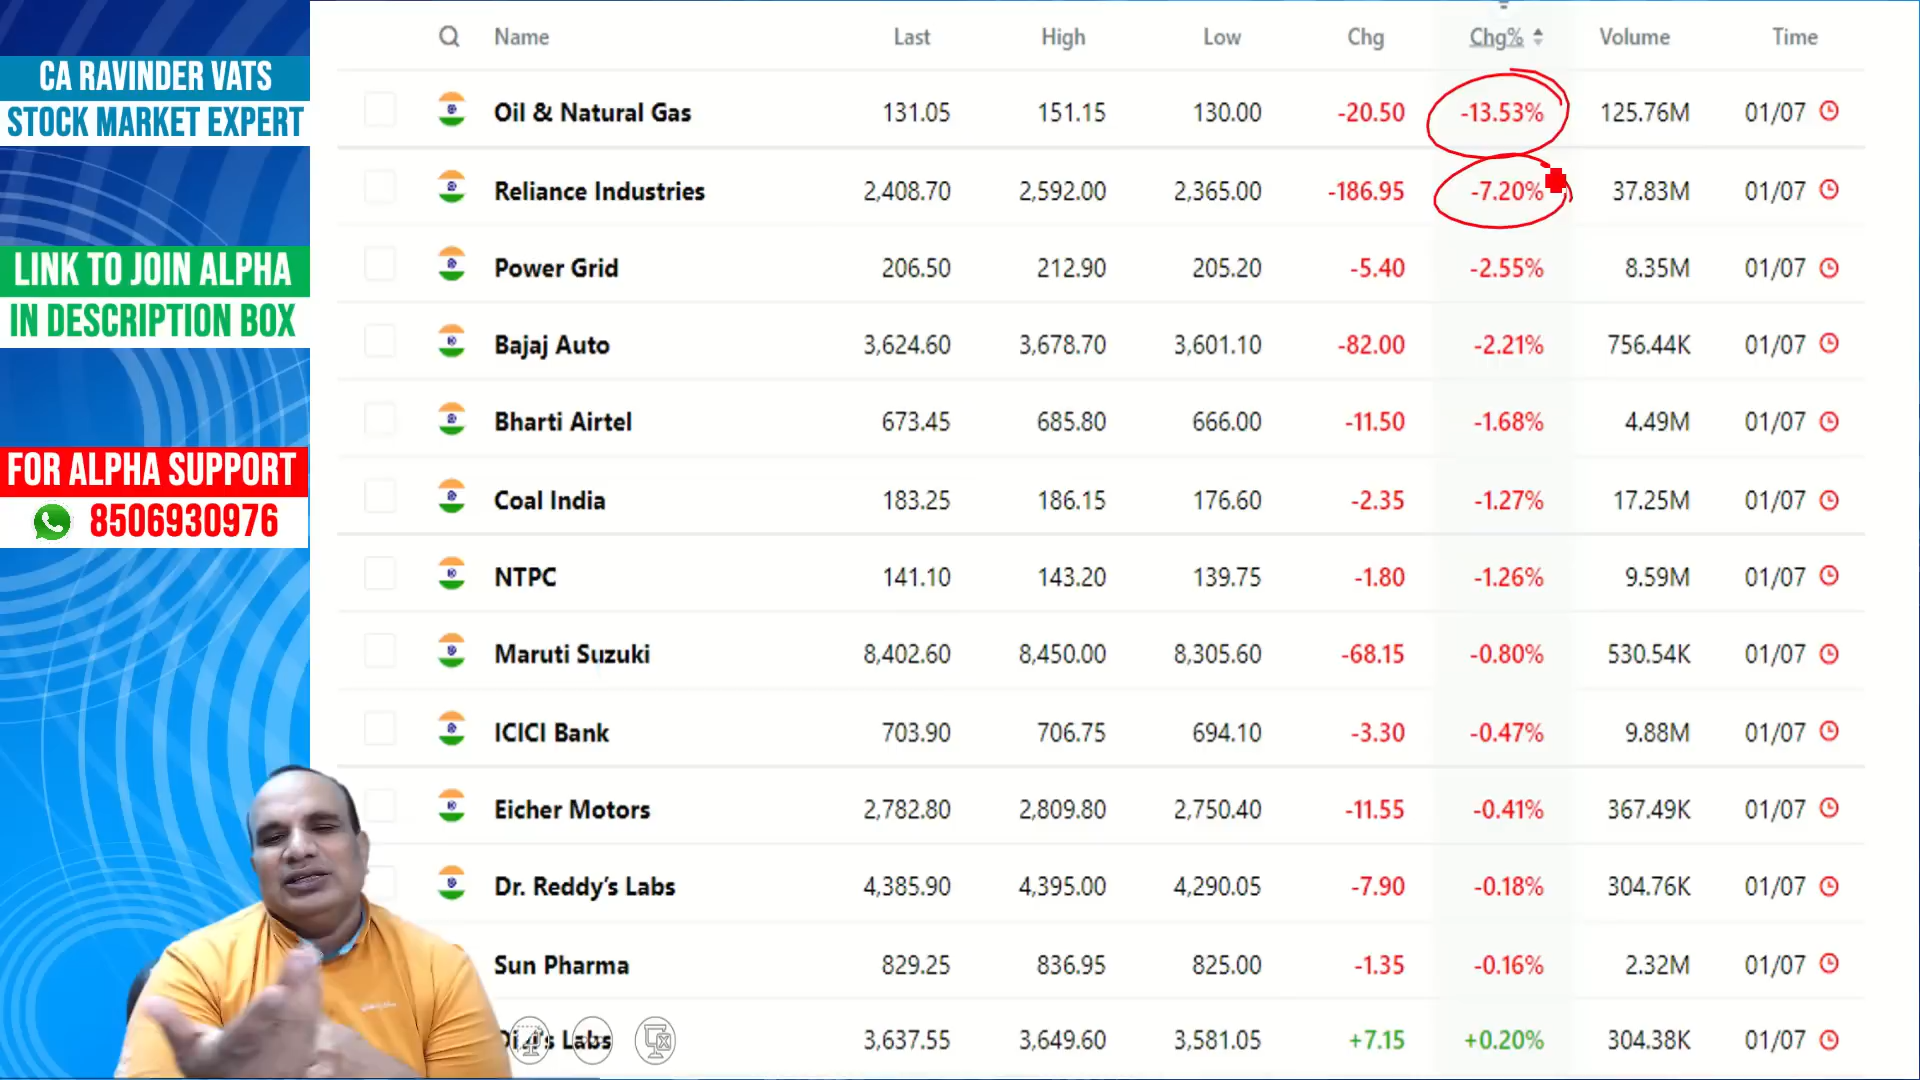 CA RAVINDER VATS
STOCK MARKET EXPERT
LINK TO JOIN ALPHA
IN DESCRIPTION BOX
FOR ALPHA SUPPORT
8506930976
Name Last High Low Chg Chg% Volume Time
Oil & Natural Gas 131.05 151.15 130.00 -20.50 -13.53% 125.76M 01/07
Reliance Industries 2,408.70 2,592.00 2,365.00 -186.95 -7.20% 37.83M 01/07
Power Grid 206.50 212.90 205.20 -5.40 -2.55% 8.35M 01/07
Bajaj Auto 3,624.60 3,678.70 3,601.10 -82.00 -2.21% 756.44K 01/07
Bharti Airtel 673.45 685.80 666.00 -11.50 -1.68% 4.49M 01/07
Coal India 183.25 186.15 176.60 -2.35 -1.27% 17.25M 01/07
NTPC 141.10 143.20 139.75 -1.80 -1.26% 9.59M 01/07
Maruti Suzuki 8,402.60 8,450.00 8,305.60 -68.15 -0.80% 530.54K 01/07
ICICI Bank 703.90 706.75 694.10 -3.30 -0.47% 9.88M 01/07
Eicher Motors 2,782.80 2,809.80 2,750.40 -11.55 -0.41% 367.49K 01/07
Dr. Reddy’s Labs 4,385.90 4,395.00 4,290.05 -7.90 -0.18% 304.76K 01/07
Sun Pharma 829.25 836.95 825.00 -1.35 -0.16% 2.32M 01/07
Labs 3,637.55 3,649.60 3,581.05 +7.15 +0.20% 304.38K 01/07